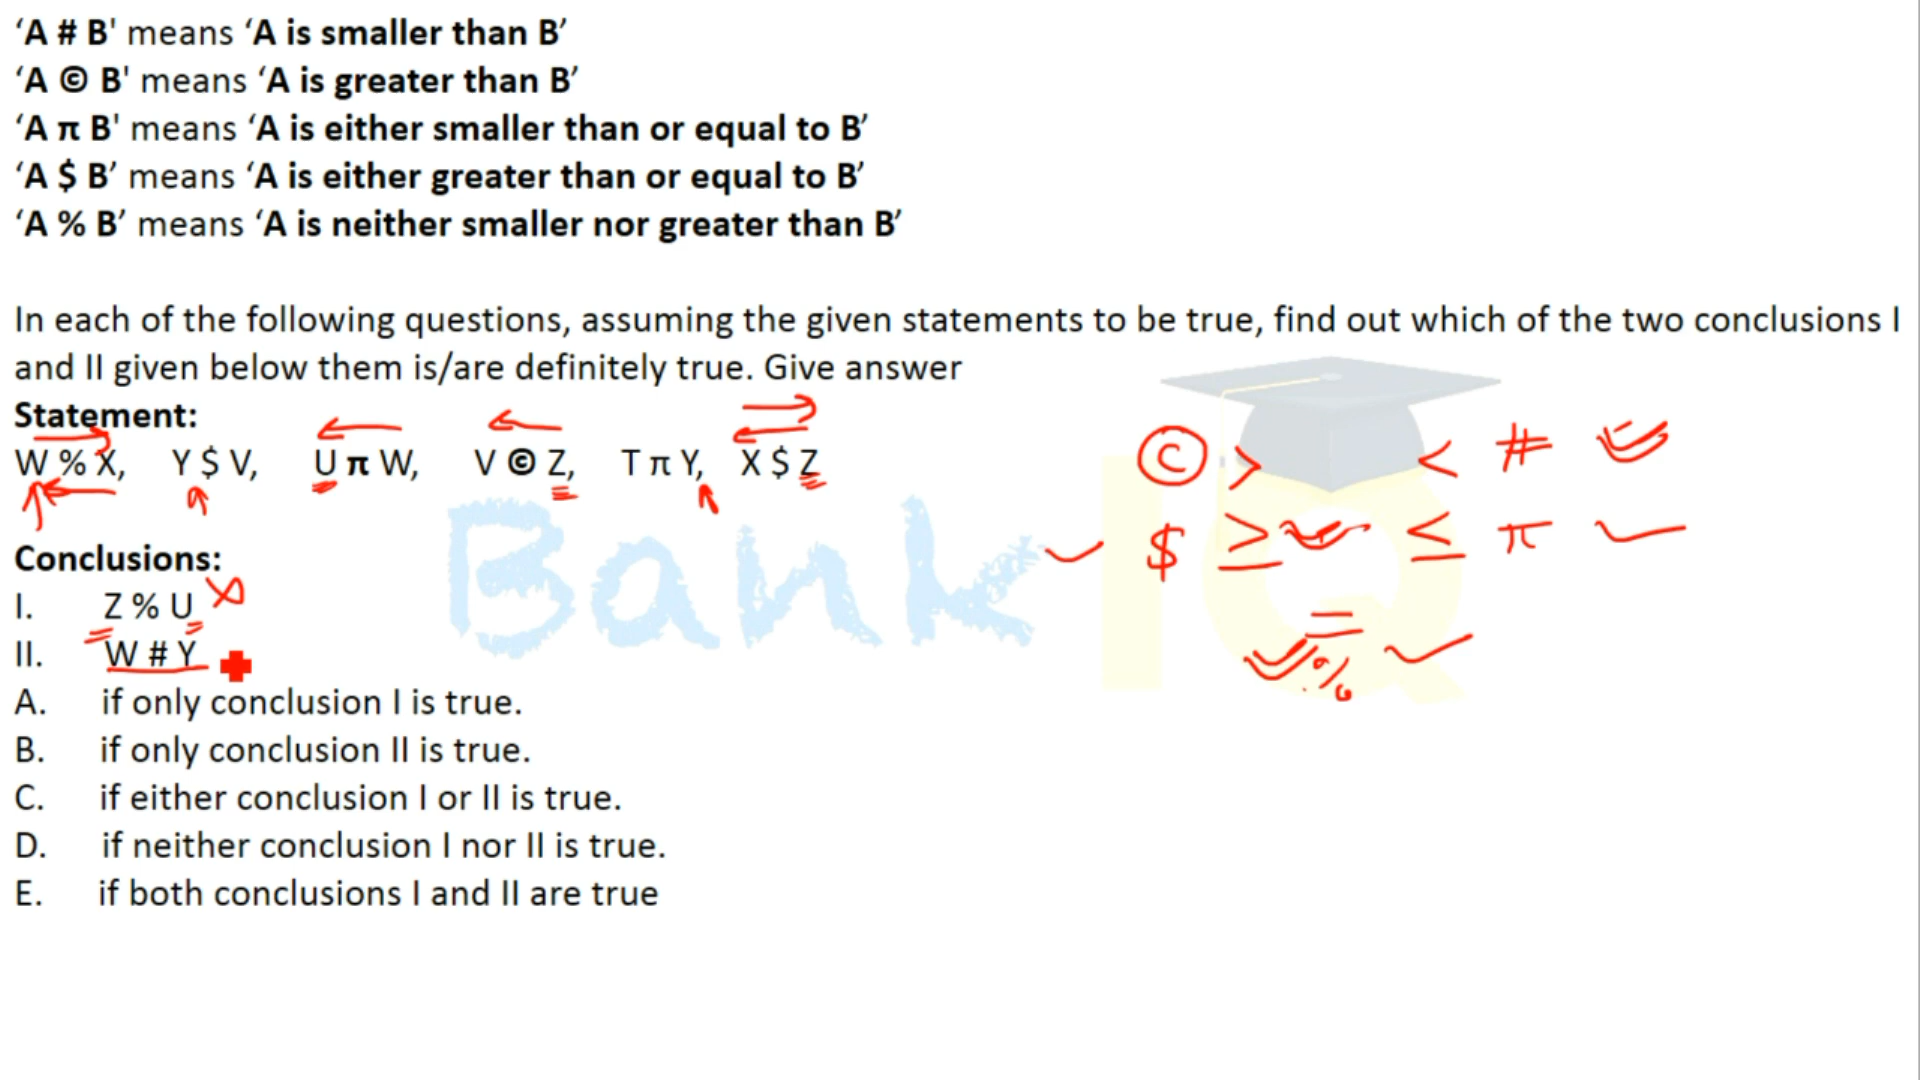 ‘A # B' means ‘A is smaller than B’
‘A © B' means ‘A is greater than B’
‘A π B' means ‘A is either smaller than or equal to B’
‘A $ B’ means ‘A is either greater than or equal to B’
‘A % B’ means ‘A is neither smaller nor greater than B’
In each of the following questions, assuming the given statements to be true, find out which of the two conclusions I
and II given below them is/are definitely true. Give answer
Statement:
W % X, Y $ V, U π W, V © Z, T π Y, X $ Z
© > < # 
$ ≥ ≤ π
=
%
Conclusions:
I. Z % U
II. W # Y
A. if only conclusion I is true.
B. if only conclusion II is true.
C. if either conclusion I or II is true.
D. if neither conclusion I nor II is true.
E. if both conclusions I and II are true
Bank IQ